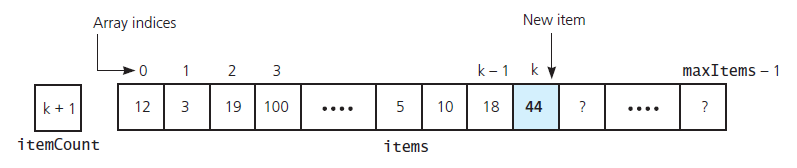 Array indices
New item
0 1 2 3 k – 1 k maxItems – 1
k + 1 12 3 19 100 •••• 5 10 18 44 ? •••• ?
itemCount items